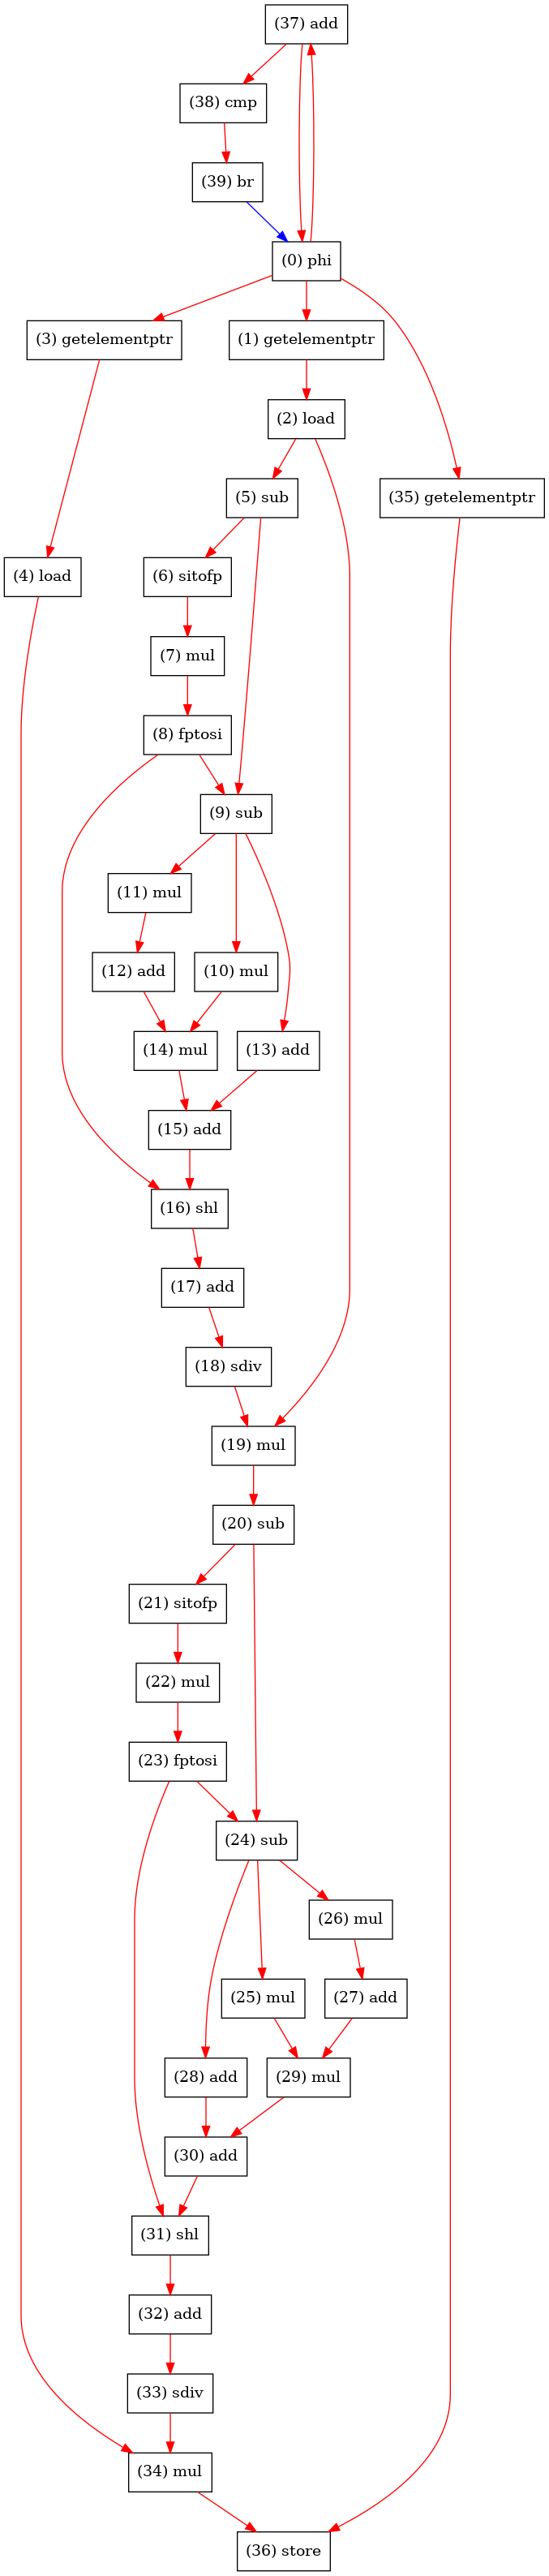 (37) add
(38) cmp
(39) br
(0) phi
(3) getelementptr
(1) getelementptr
(2) load
(5) sub
(35) getelementptr
(4) load
(6) sitofp
(7) mul
(8) fptosi
(9) sub
(11) mul
(12) add
(10) mul
(14) mul
(13) add
(15) add
(16) shl
(17) add
(18) sdiv
(19) mul
(20) sub
(21) sitofp
(22) mul
(23) fptosi
(24) sub
(26) mul
(25) mul
(27) add
(28) add
(29) mul
(30) add
(31) shl
(32) add
(33) sdiv
(34) mul
(36) store